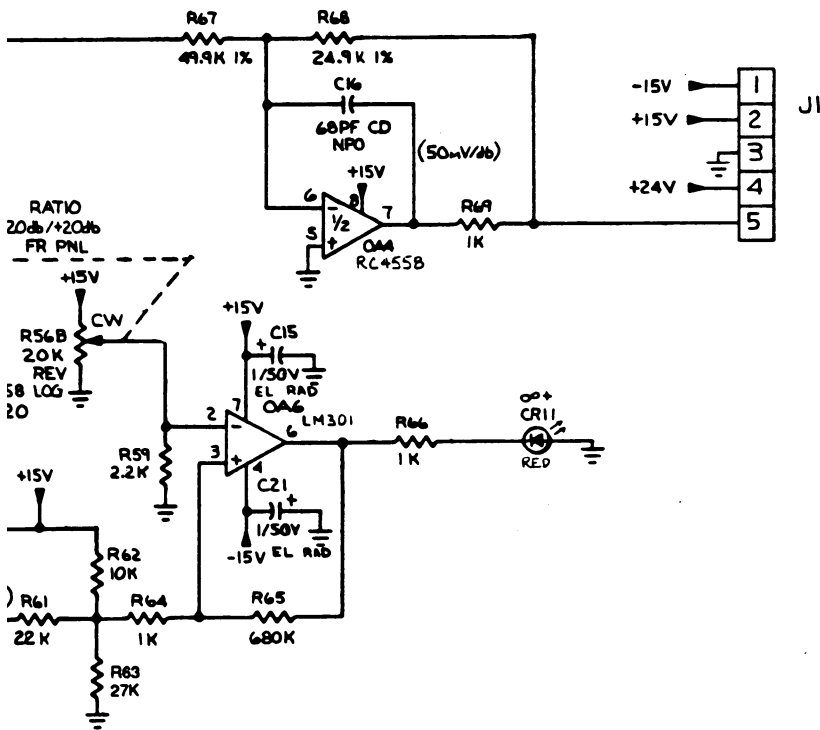 R67
49.9K 1%
R68
24.9K 1%
C16
68PF CD
NPO
(50mV/db)
-15V
+15V
+24V
1
2
3
4
5
J1
+15V
8
6
-
1/2
5
+
7
OA4
RC4558
R69
1K
RATIO
20db/+20db
FR PNL
+15V
CW
R56B
20K
REV
LOG
20
+15V
+ C15
1/50V
EL RAD
7
OA6
LM301
2
-
3
+
6
4
R59
2.2K
C21
+
1/50V
EL RAD
-15V
R66
1K
∞+
CR11
RED
+15V
R62
10K
)
R61
22K
R64
1K
R65
680K
R63
27K